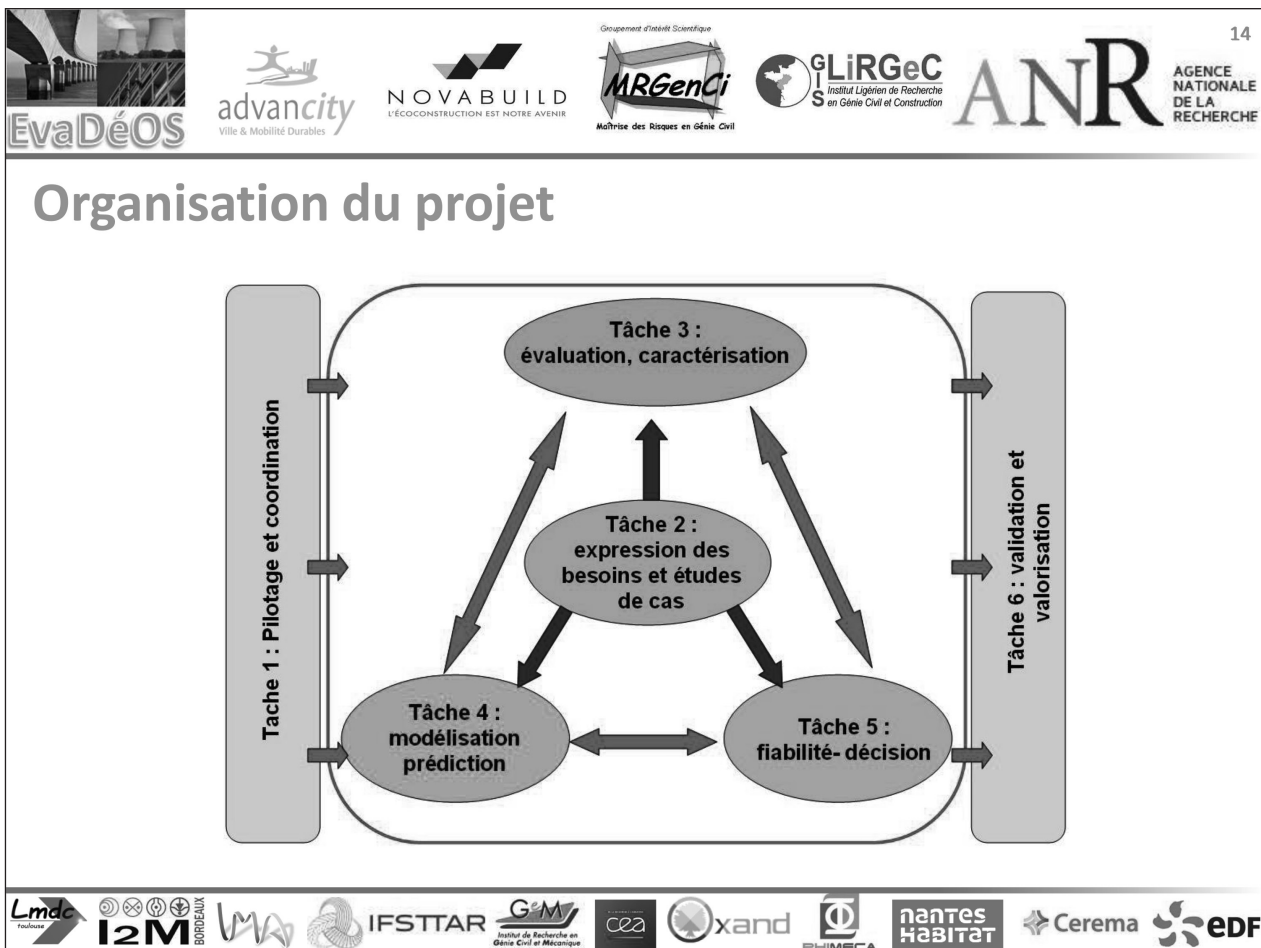 14
EvaDéOS
advancity
Ville & Mobilité Durables
NOVABUILD
L'ÉCOCONSTRUCTION EST NOTRE AVENIR
Groupement d'Intérêt Scientifique
MRGenCi
Maîtrise des Risques en Génie Civil
GIS
LiRGeC
Institut Ligérien de Recherche
en Génie Civil et Construction
ANR
AGENCE
NATIONALE
DE LA
RECHERCHE
Organisation du projet
Tache 1 : Pilotage et coordination
Tâche 3 :
évaluation, caractérisation
Tâche 2 :
expression des
besoins et études
de cas
Tâche 4 :
modélisation
prédiction
Tâche 5 :
fiabilité- décision
Tâche 6 : validation et
valorisation
Lmdc
toulouse
I2M
BORDEAUX
LMA
IFSTTAR
GeM
Institut de Recherche en
Génie Civil et Mécanique
cea
Oxand
PHIMECA
nantes
HABITAT
Cerema
eDF